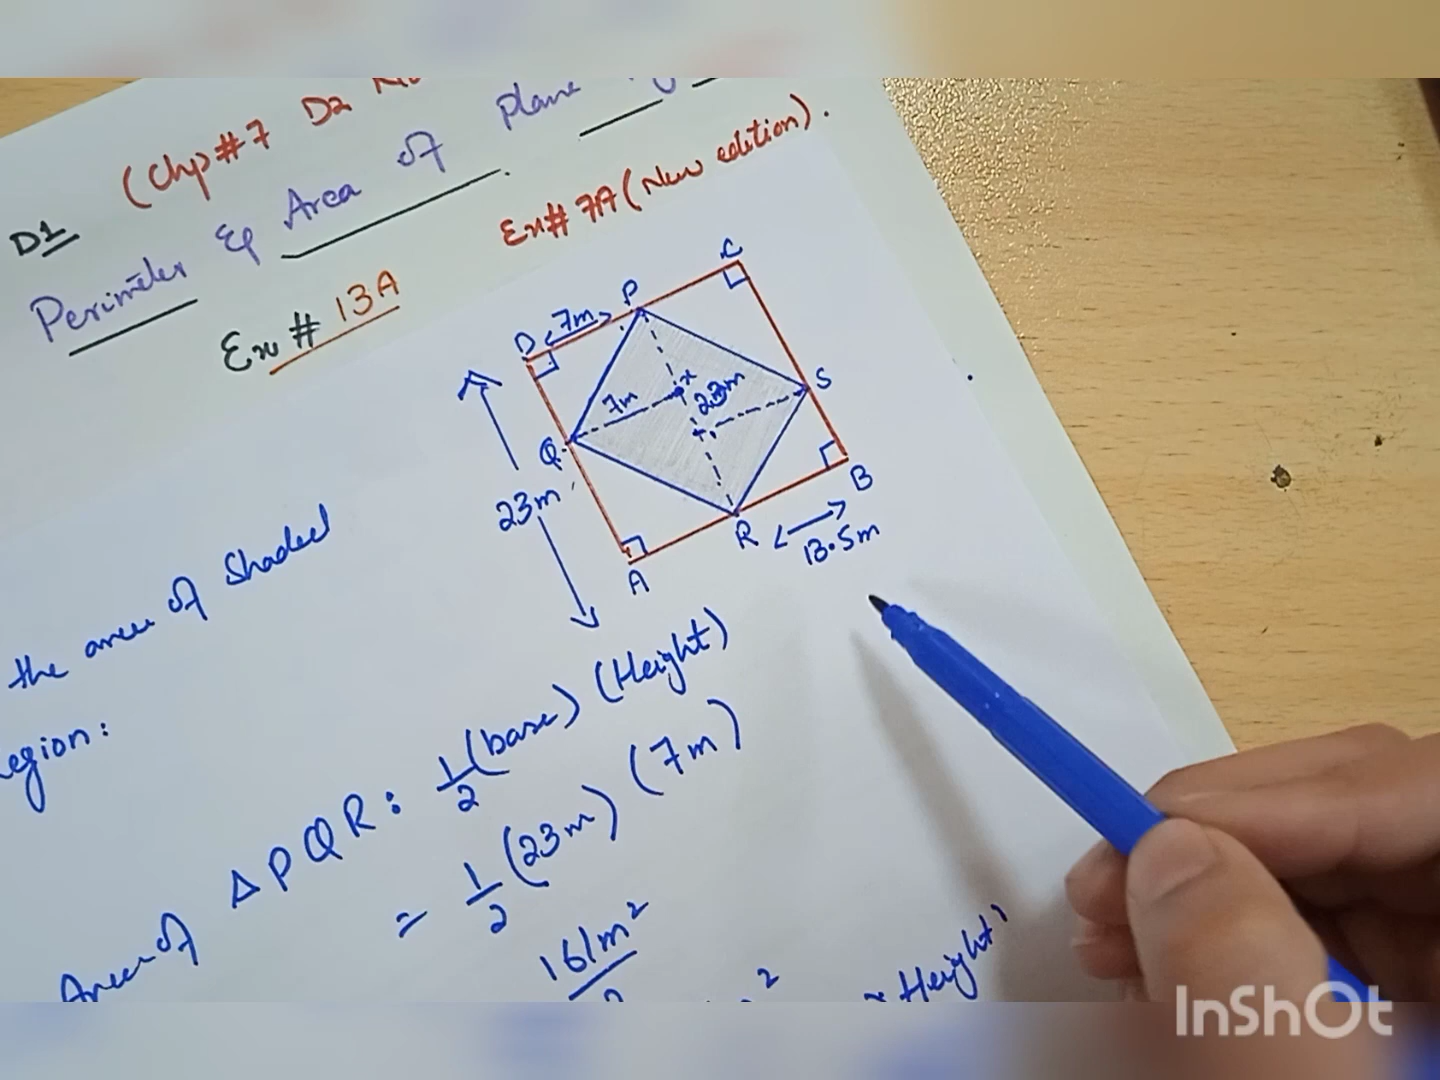 D1 (Chp#7 D2
Perimeter & Area of Plane
Ex # 13A
Ex# 7A (New edition).
D
7m
P
C
7m
x
23m
S
Q
23m
B
R
13.5m
A
the area of Shaded
region:
Area of Δ PQR: 1/2 (base) (Height)
= 1/2 (23m) (7m)
161m²
2
Height
InShOt